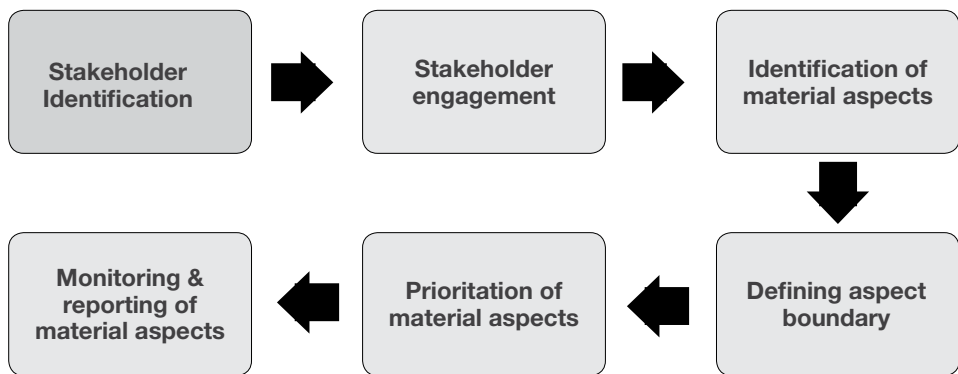 Stakeholder
Identification
Stakeholder
engagement
Identification of
material aspects
Defining aspect
boundary
Prioritation of
material aspects
Monitoring &
reporting of
material aspects